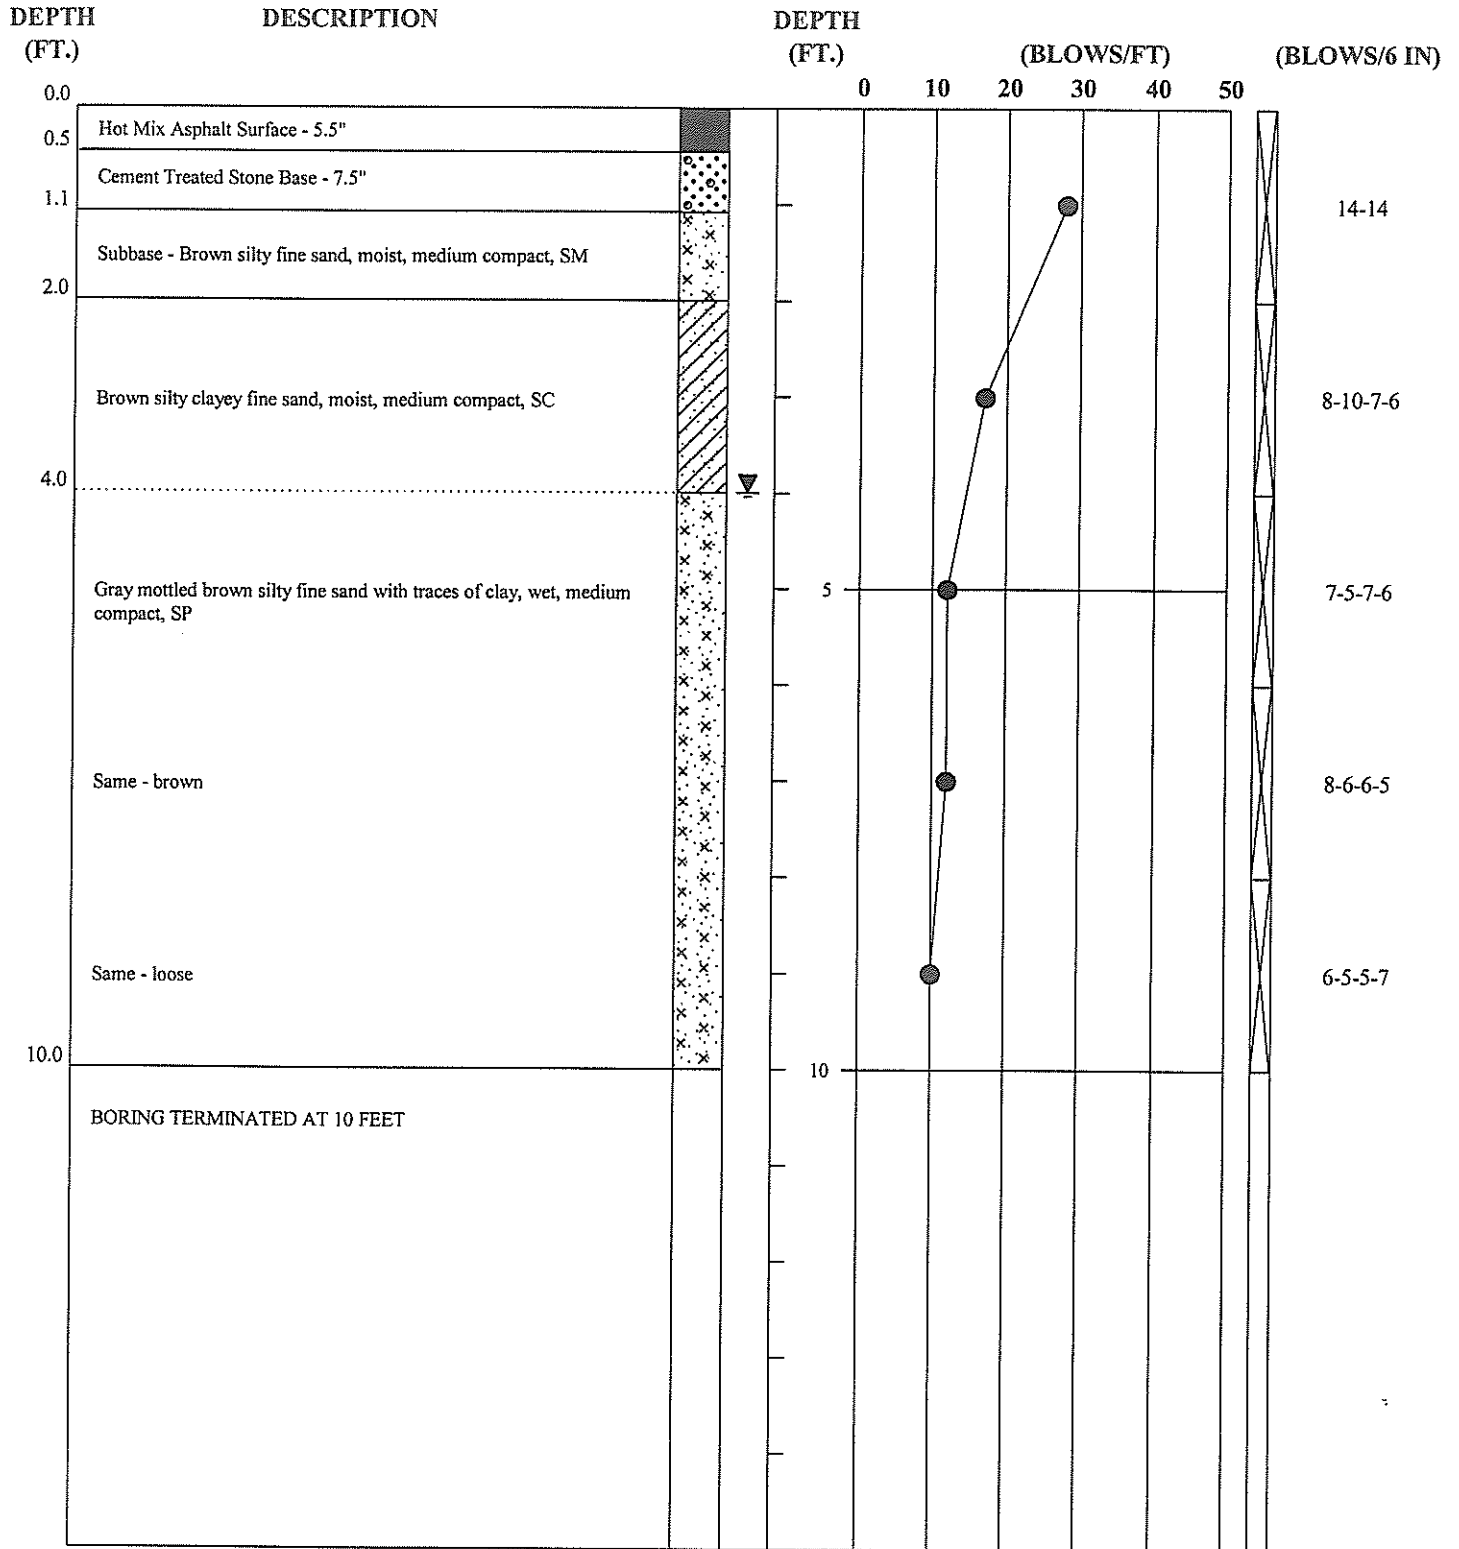 DEPTH DESCRIPTION DEPTH
(FT.) (FT.) (BLOWS/FT) (BLOWS/6 IN)
0 10 20 30 40 50
0.0
Hot Mix Asphalt Surface - 5.5"
0.5
Cement Treated Stone Base - 7.5"
1.1
14-14
Subbase - Brown silty fine sand, moist, medium compact, SM
2.0
Brown silty clayey fine sand, moist, medium compact, SC
8-10-7-6
4.0
Gray mottled brown silty fine sand with traces of clay, wet, medium
compact, SP
5
7-5-7-6
Same - brown
8-6-6-5
Same - loose
6-5-5-7
10.0
10
BORING TERMINATED AT 10 FEET